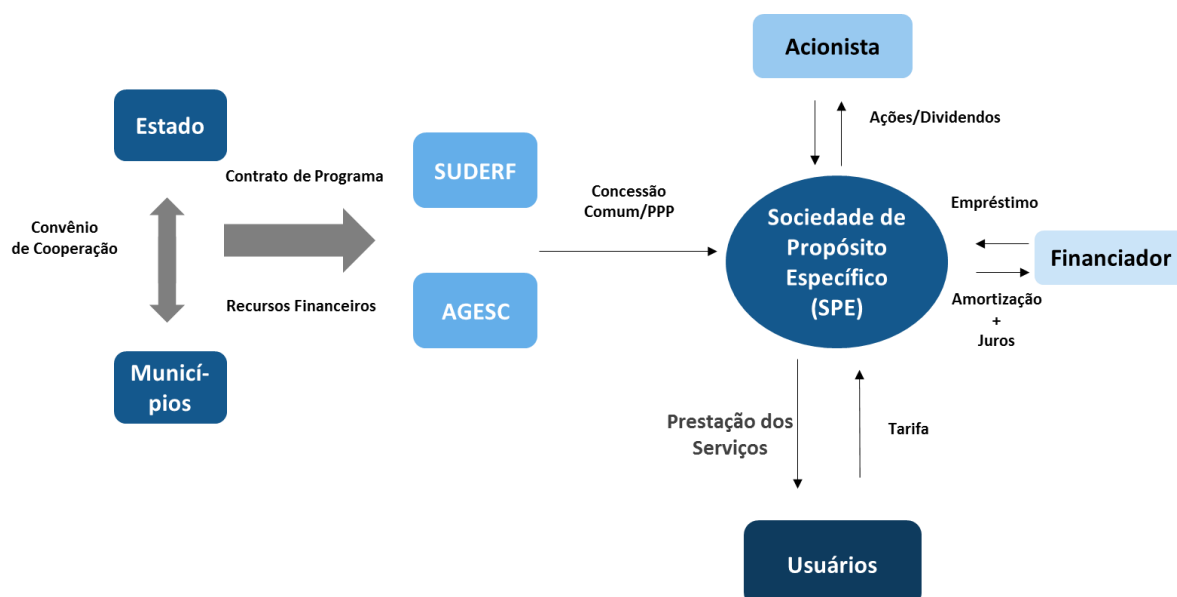 Acionista
Estado
Ações/Dividendos
SUDERF
Contrato de Programa
Concessão
Comum/PPP
Empréstimo
Convênio
de Cooperação
Sociedade de
Propósito
Específico
(SPE)
Financiador
Recursos Financeiros
AGESC
Amortização
+
Juros
Municí-
pios
Prestação dos
Serviços
Tarifa
Usuários